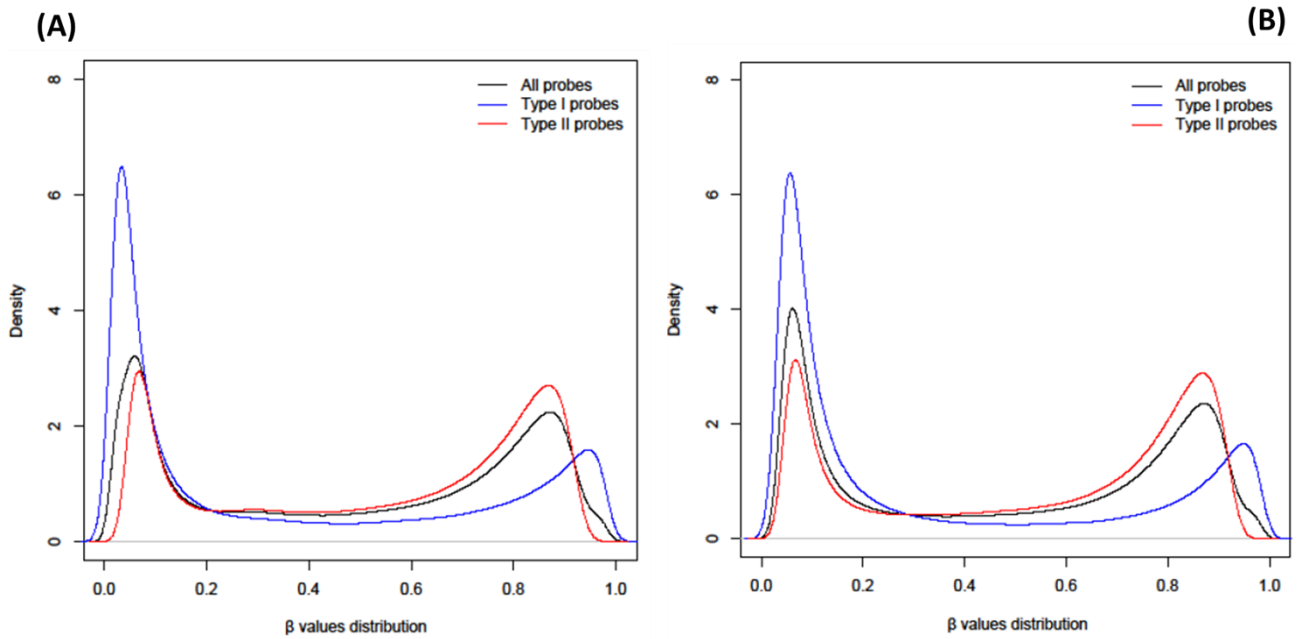 (A)
(B)
8
6
4
2
0
Density
All probes
Type I probes
Type II probes
0.0 0.2 0.4 0.6 0.8 1.0
β values distribution
8
6
4
2
0
Density
All probes
Type I probes
Type II probes
0.0 0.2 0.4 0.6 0.8 1.0
β values distribution